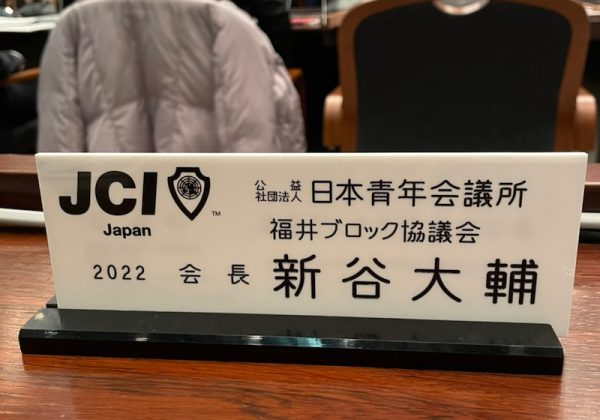 JCI™
Japan
公益社団法人 日本青年会議所
福井ブロック協議会
2022 会長 新谷大輔